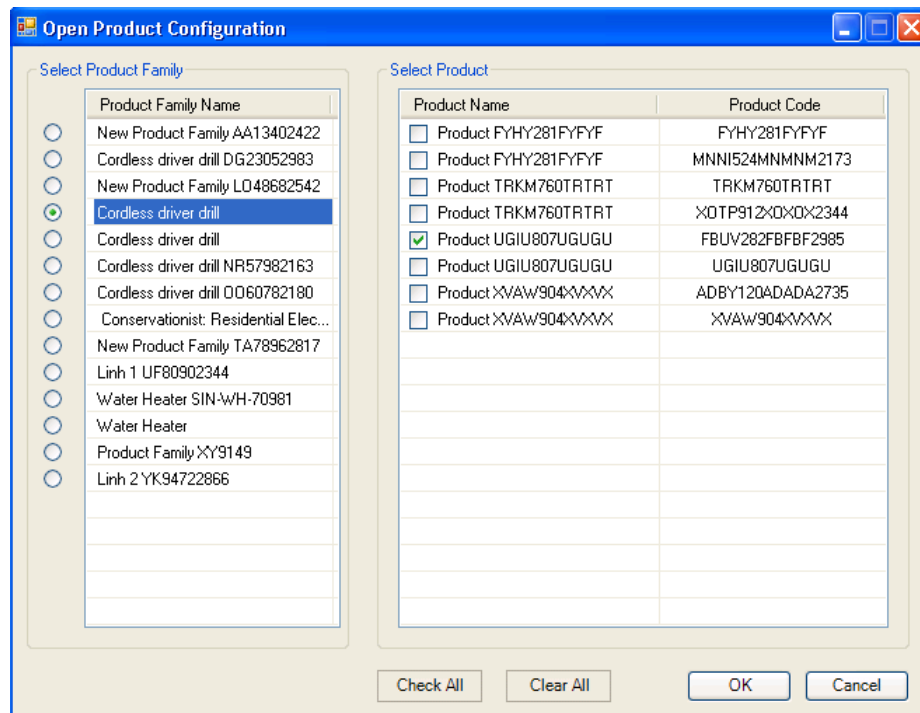 Open Product Configuration
Select Product Family
Product Family Name
New Product Family AA13402422
Cordless driver drill DG23052983
New Product Family LO48682542
Cordless driver drill
Cordless driver drill
Cordless driver drill NR57982163
Cordless driver drill OO60782180
Conservationist: Residential Elec...
New Product Family TA78962817
Linh 1 UF80902344
Water Heater SIN-WH-70981
Water Heater
Product Family XY9149
Linh 2 YK94722866
Select Product
Product Name Product Code
Product FYHY281FYFYF FYHY281FYFYF
Product FYHY281FYFYF MNNI524MNMNM2173
Product TRKM760TRTRT TRKM760TRTRT
Product TRKM760TRTRT XOTP912XOXOX2344
Product UGIU807UGUGU FBUV282FBFBF2985
Product UGIU807UGUGU UGIU807UGUGU
Product XVAW904XVXVX ADBY120ADADA2735
Product XVAW904XVXVX XVAW904XVXVX
Check All Clear All OK Cancel